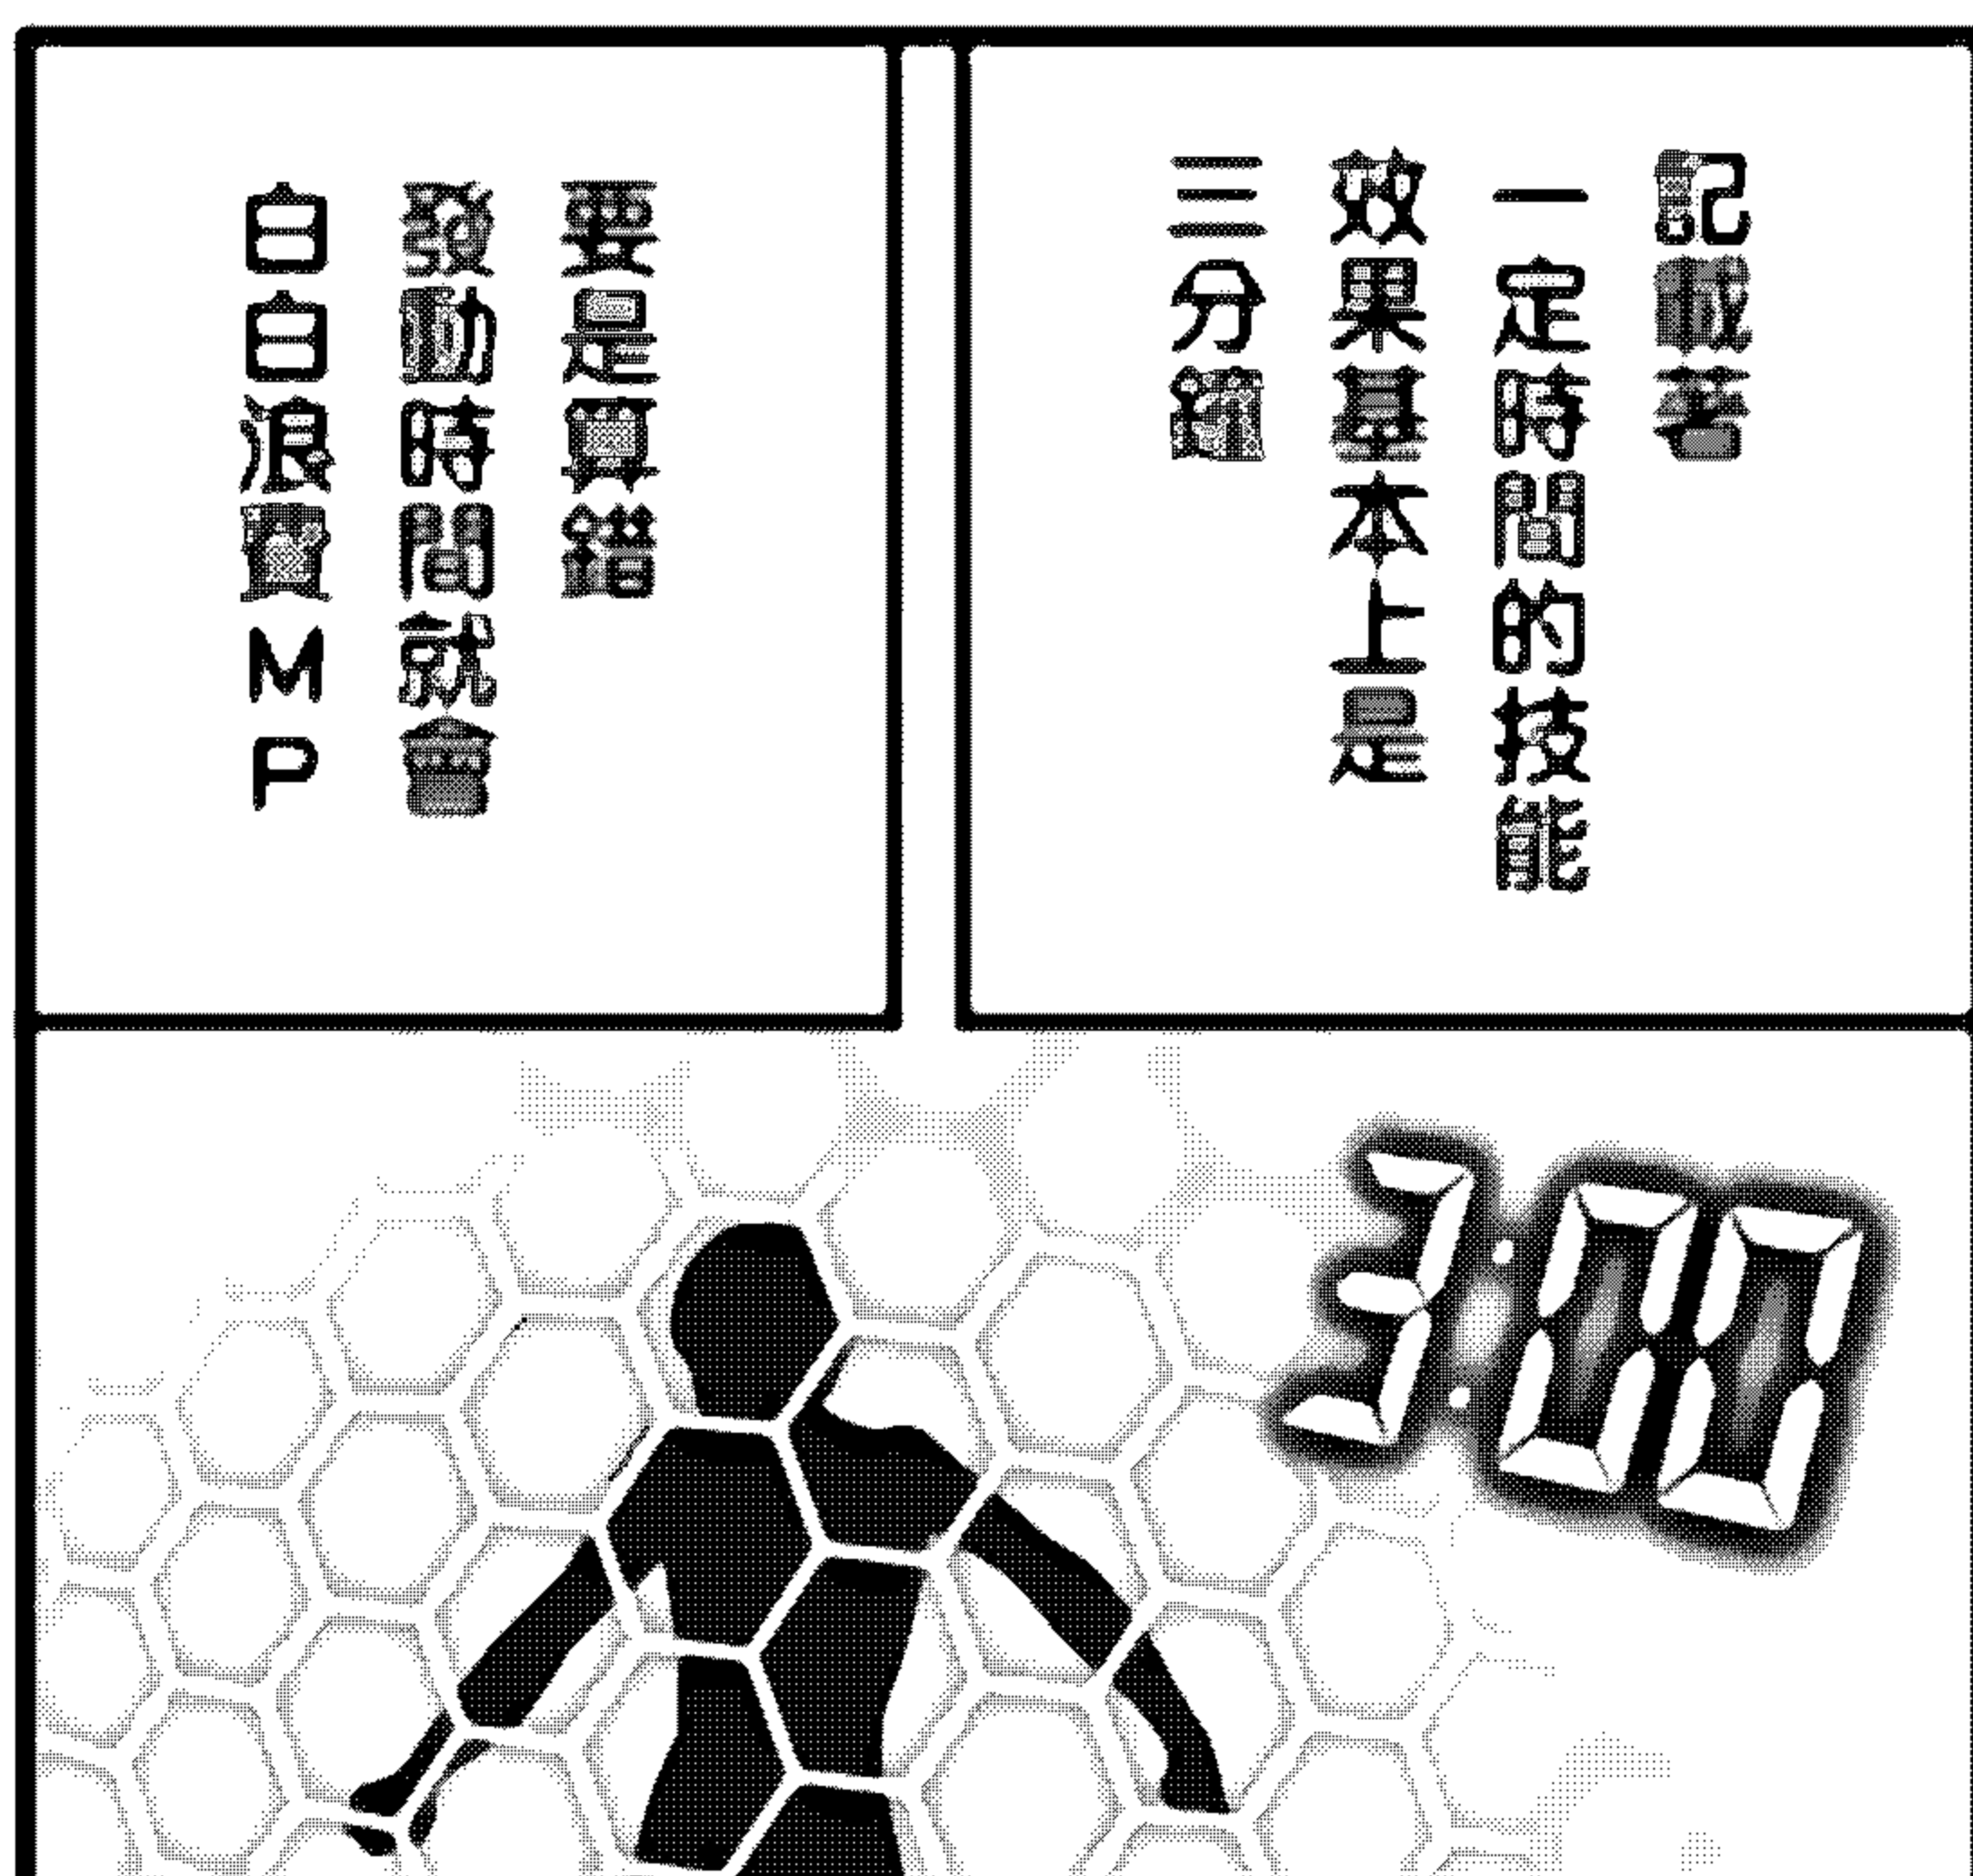 記載著
一定時間的技能
效果基本上是
三分鐘
要是買錯
發動時間就會
白白浪費MP
3:00